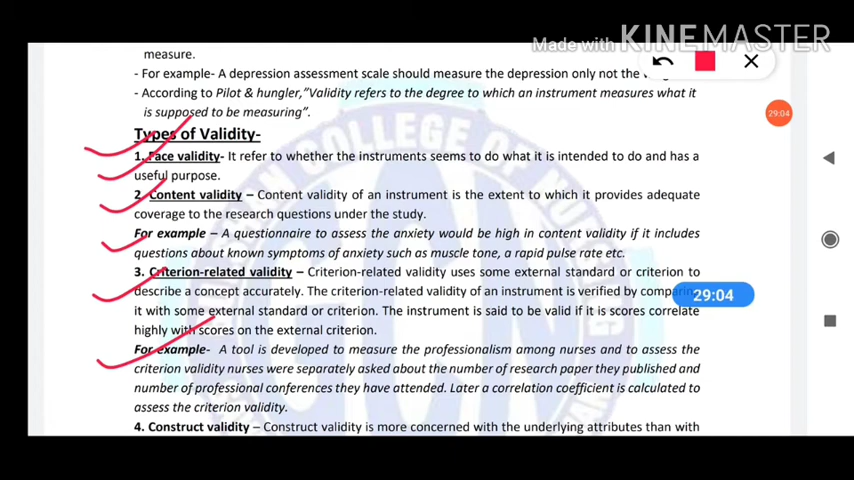 Made with KINEMASTER
measure.
- For example- A depression assessment scale should measure the depression only not the
29:04
- According to Pilot & hungler,”Validity refers to the degree to which an instrument measures what it
is supposed to be measuring”.
Types of Validity-
1. Face validity- It refer to whether the instruments seems to do what it is intended to do and has a
useful purpose.
2. Content validity – Content validity of an instrument is the extent to which it provides adequate
coverage to the research questions under the study.
For example – A questionnaire to assess the anxiety would be high in content validity if it includes
questions about known symptoms of anxiety such as muscle tone, a rapid pulse rate etc.
3. Criterion-related validity – Criterion-related validity uses some external standard or criterion to
describe a concept accurately. The criterion-related validity of an instrument is verified by comparing
29:04
it with some external standard or criterion. The instrument is said to be valid if it is scores correlate
highly with scores on the external criterion.
For example- A tool is developed to measure the professionalism among nurses and to assess the
criterion validity nurses were separately asked about the number of research paper they published and
number of professional conferences they have attended. Later a correlation coefficient is calculated to
assess the criterion validity.
4. Construct validity – Construct validity is more concerned with the underlying attributes than with
COLLEGE OF NURSING
GCN